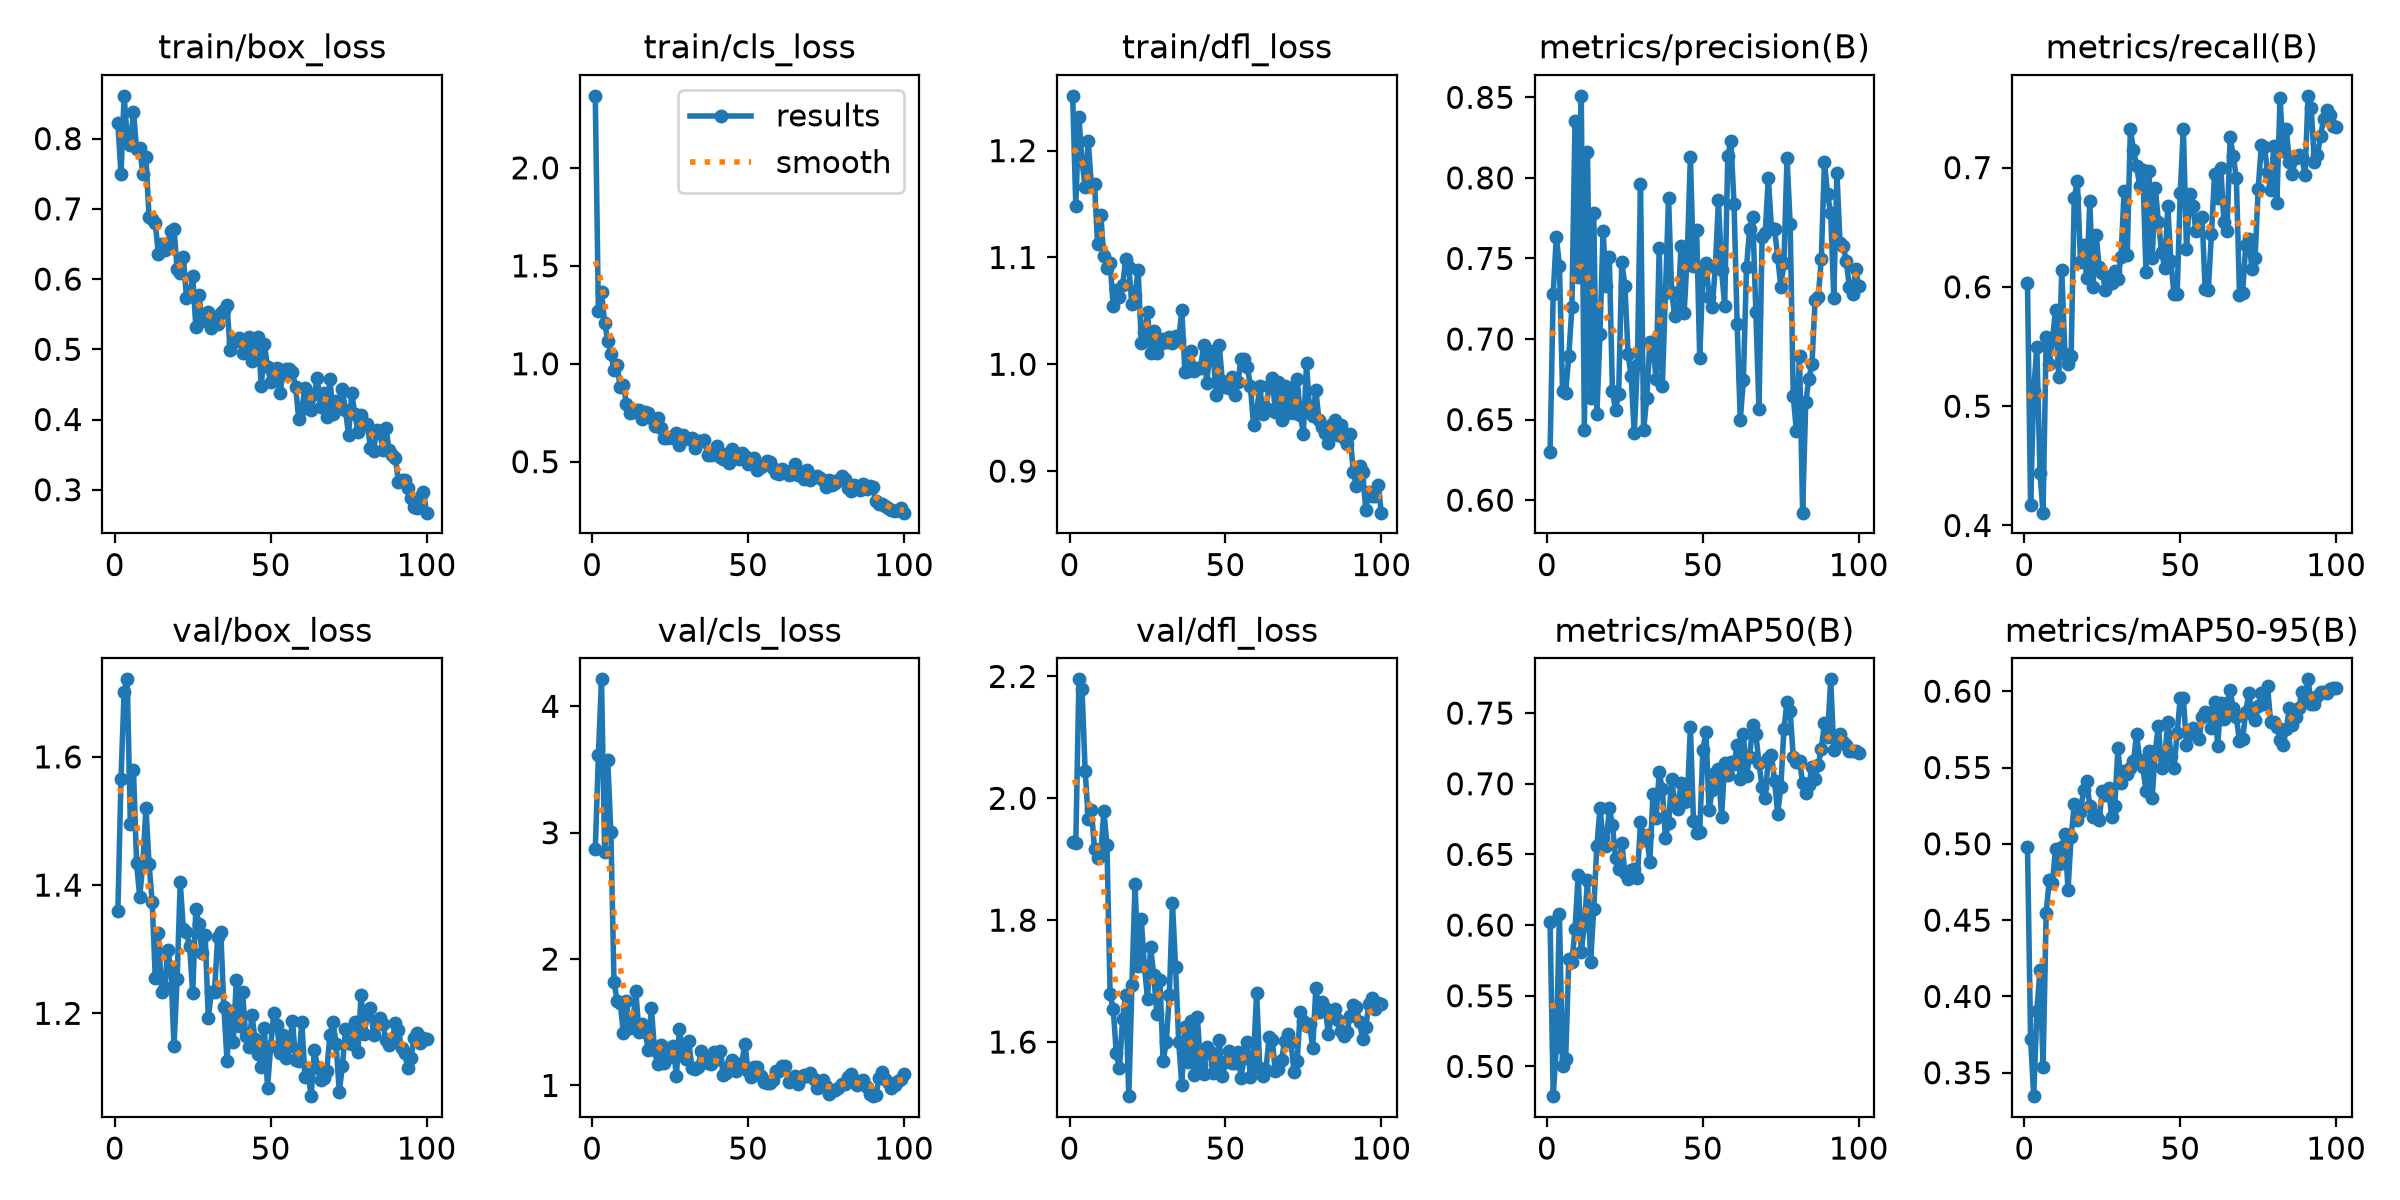 train/box_loss
train/cls_loss
train/dfl_loss
metrics/precision(B)
metrics/recall(B)
0.8
0.7
0.6
0.5
0.4
0.3
0 50 100
results
smooth
2.0
1.5
1.0
0.5
0 50 100
1.2
1.1
1.0
0.9
0 50 100
0.85
0.80
0.75
0.70
0.65
0.60
0 50 100
0.7
0.6
0.5
0.4
0 50 100
val/box_loss
val/cls_loss
val/dfl_loss
metrics/mAP50(B)
metrics/mAP50-95(B)
1.6
1.4
1.2
0 50 100
4
3
2
1
0 50 100
2.2
2.0
1.8
1.6
0 50 100
0.75
0.70
0.65
0.60
0.55
0.50
0 50 100
0.60
0.55
0.50
0.45
0.40
0.35
0 50 100